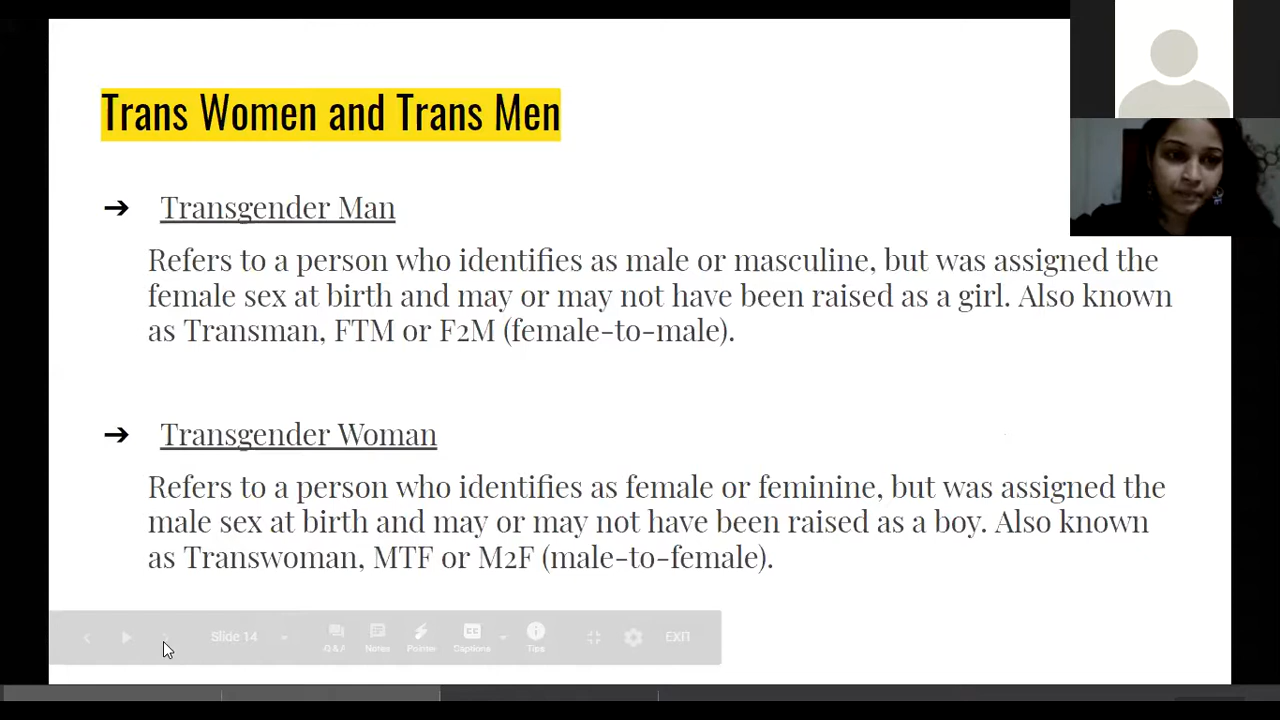 Trans Women and Trans Men
➔ Transgender Man
Refers to a person who identifies as male or masculine, but was assigned the
female sex at birth and may or may not have been raised as a girl. Also known
as Transman, FTM or F2M (female-to-male).
➔ Transgender Woman
Refers to a person who identifies as female or feminine, but was assigned the
male sex at birth and may or may not have been raised as a boy. Also known
as Transwoman, MTF or M2F (male-to-female).
Slide 14
Q&A Notes Pointer Captions Tips